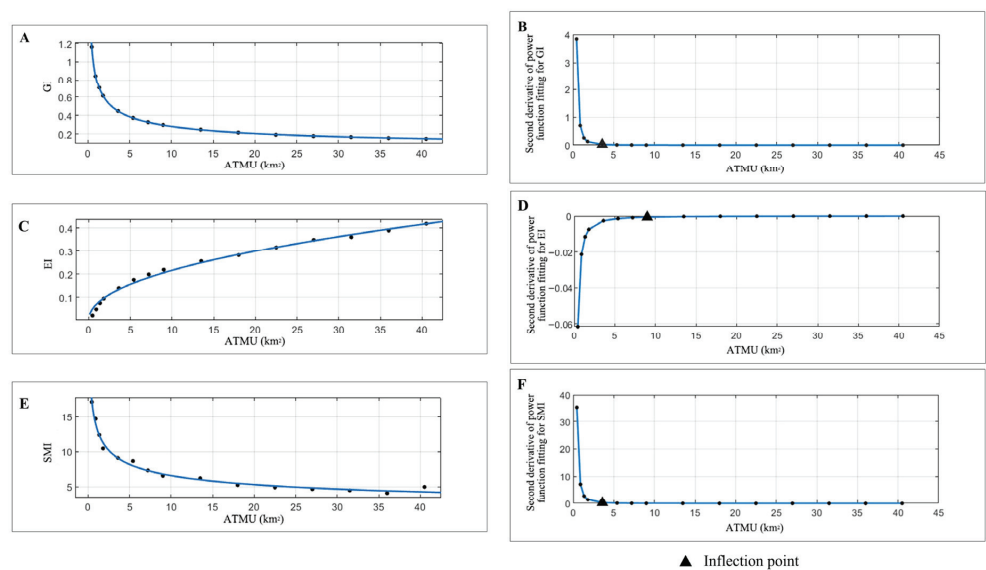 A
1.2
1
0.8
0.6
0.4
0.2
GI
0 5 10 15 20 25 30 35 40
ATMU (km²)
B
4
3
2
1
0
Second derivative of power
function fitting for GI
0 5 10 15 20 25 30 35 40 45
ATMU (km²)
C
0.4
0.3
0.2
0.1
EI
0 5 10 15 20 25 30 35 40
ATMU (km²)
D
0
−0.02
−0.04
−0.06
Second derivative of power
function fitting for EI
0 5 10 15 20 25 30 35 40 45
ATMU (km²)
E
15
10
5
SMI
0 5 10 15 20 25 30 35 40
ATMU (km²)
F
40
30
20
10
0
Second derivative of power
function fitting for SMI
0 5 10 15 20 25 30 35 40 45
ATMU (km²)
▲ Inflection point